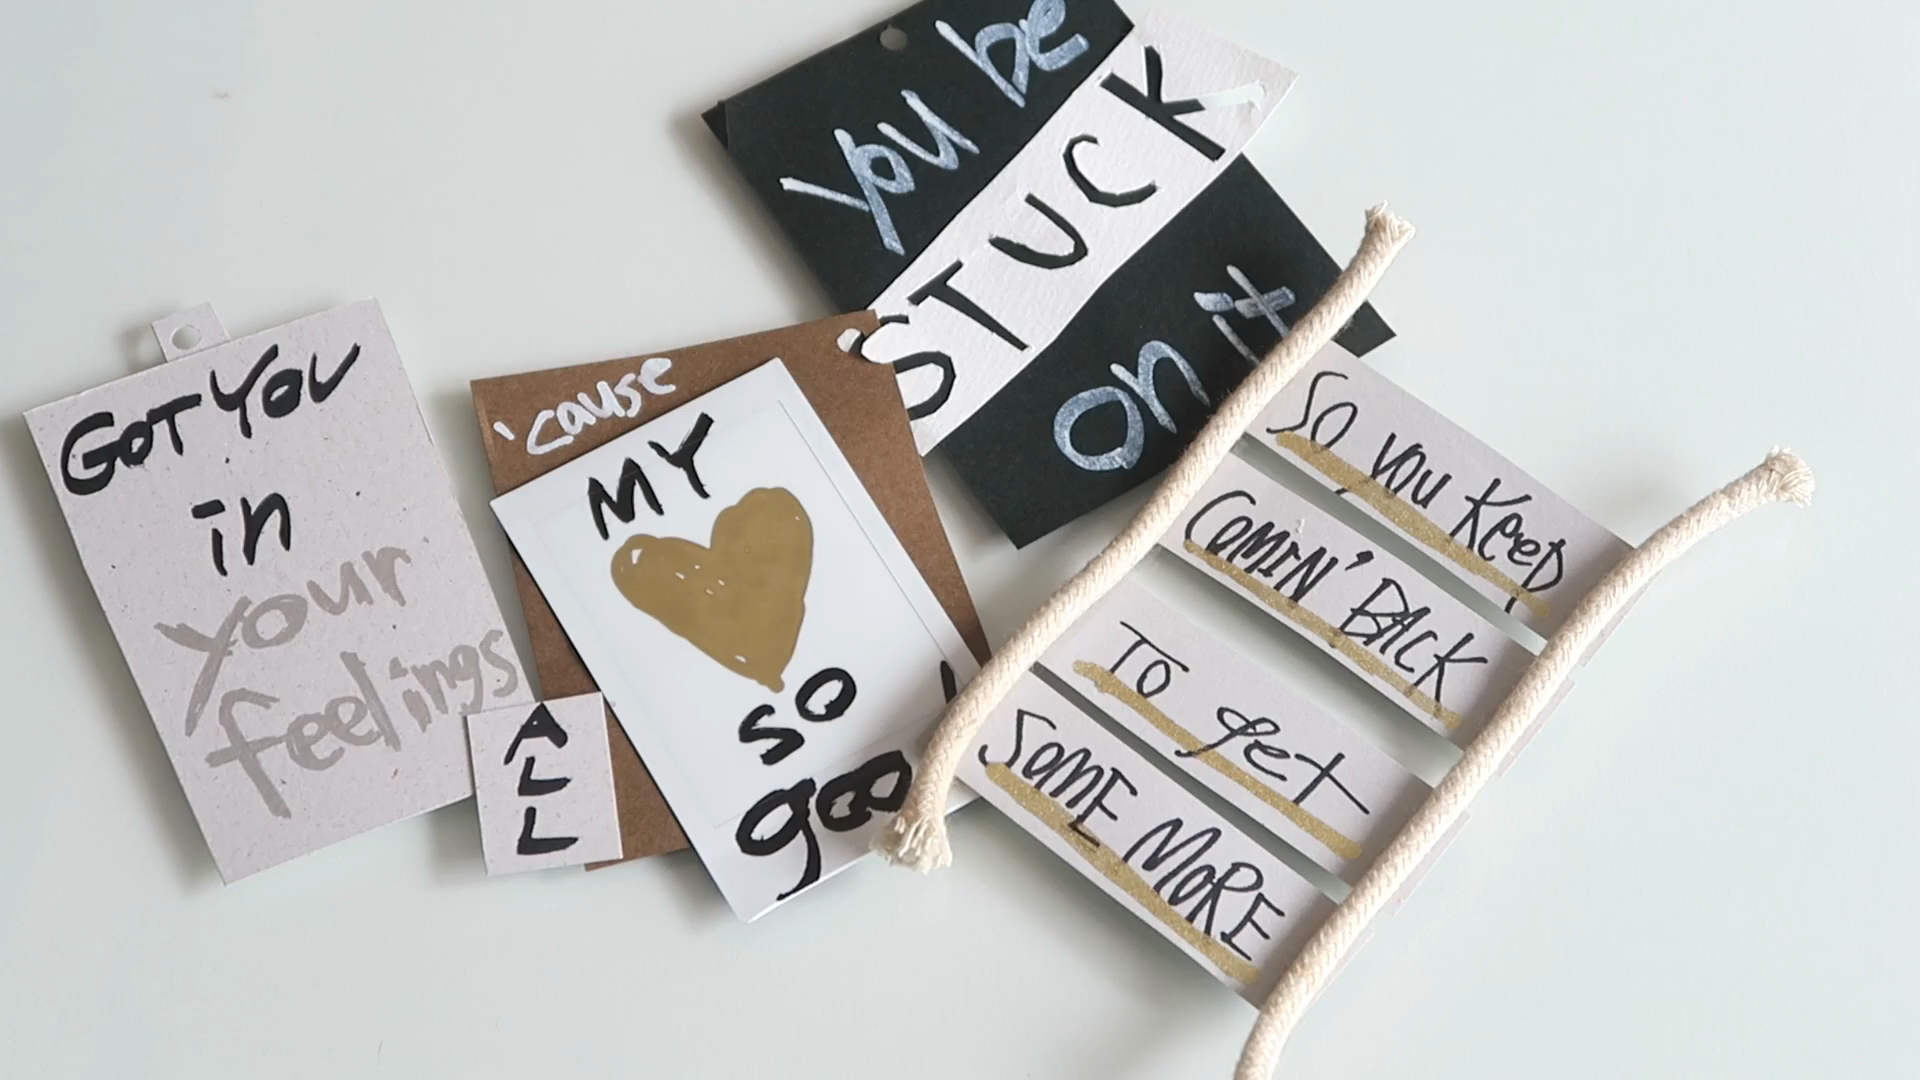 GOT YOU
in
your
feelings
ALL
'cause
MY
so
good
you be
STUCK
on it
So you KeeP
COMIN' BACK
TO get
SOME MORE